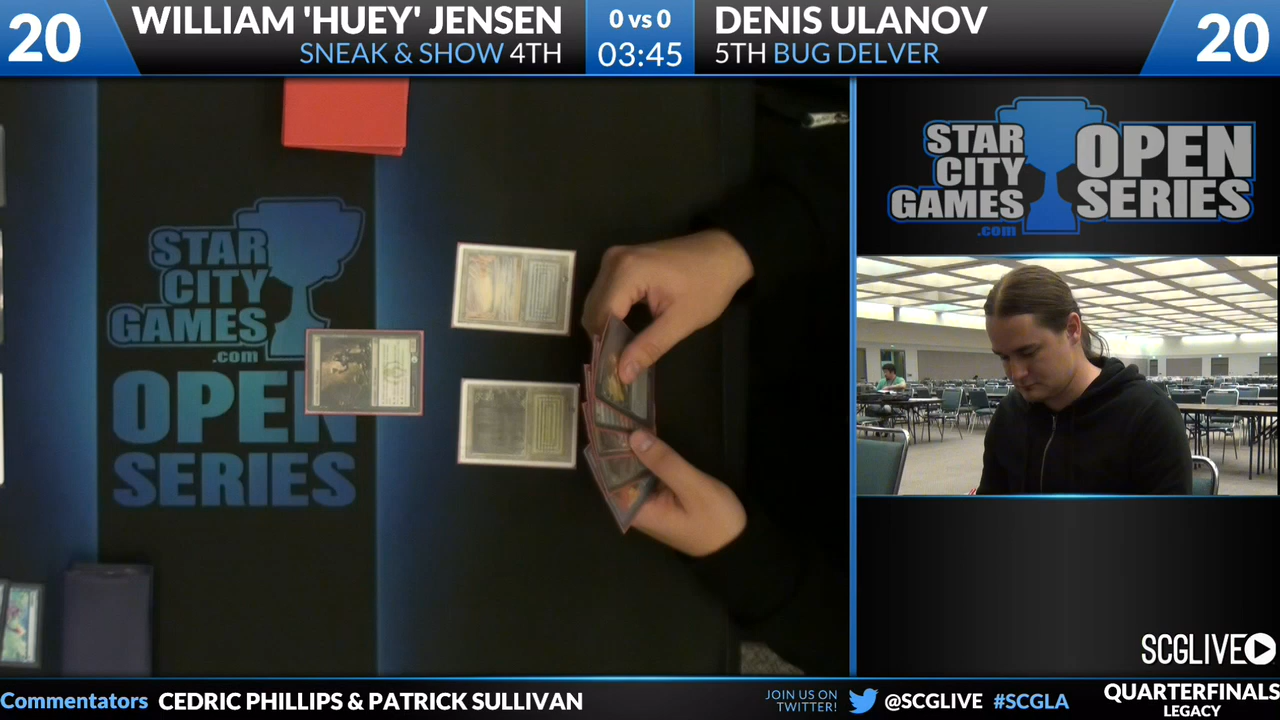 20
WILLIAM 'HUEY' JENSEN
SNEAK & SHOW 4TH
0 vs 0
03:45
DENIS ULANOV
5TH BUG DELVER
20
STAR
CITY
GAMES
.com
OPEN
SERIES
STAR
CITY
GAMES
.com
OPEN
SERIES
SCGLIVE
Commentators CEDRIC PHILLIPS & PATRICK SULLIVAN
JOIN US ON
TWITTER!
@SCGLIVE #SCGLA
QUARTERFINALS
LEGACY